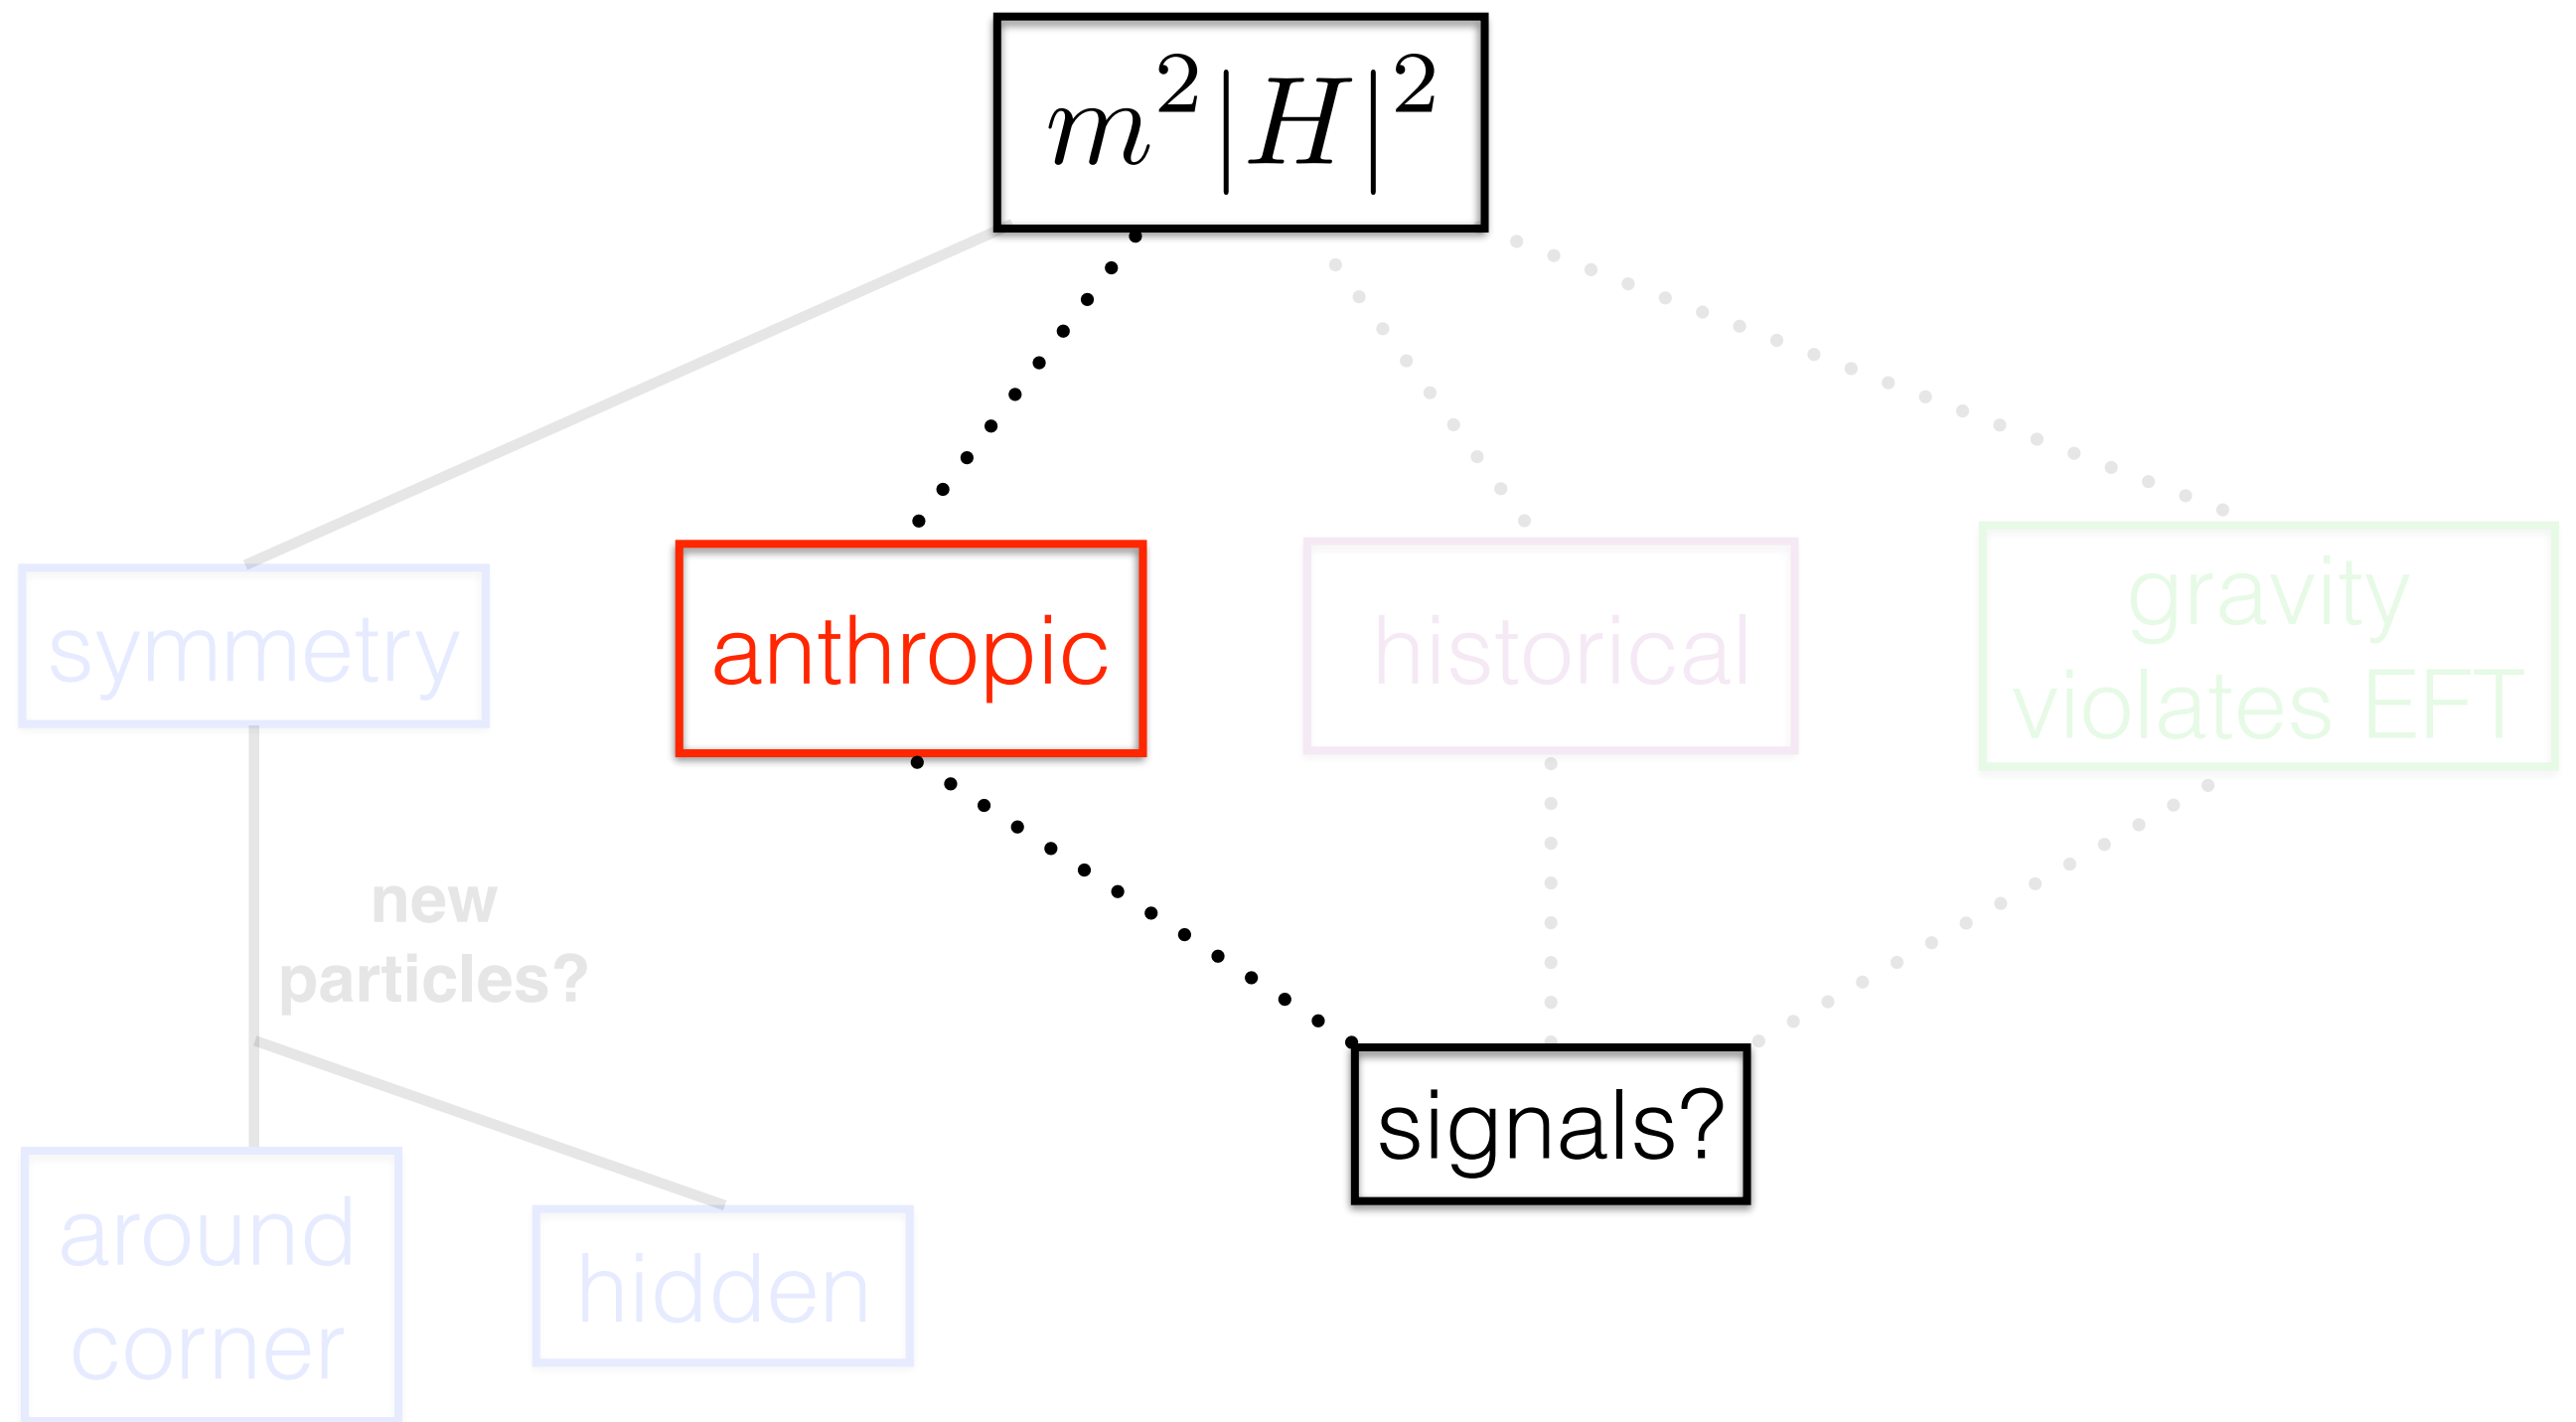 m²|H|²
symmetry
anthropic
historical
gravity
violates EFT
new
particles?
signals?
around
corner
hidden